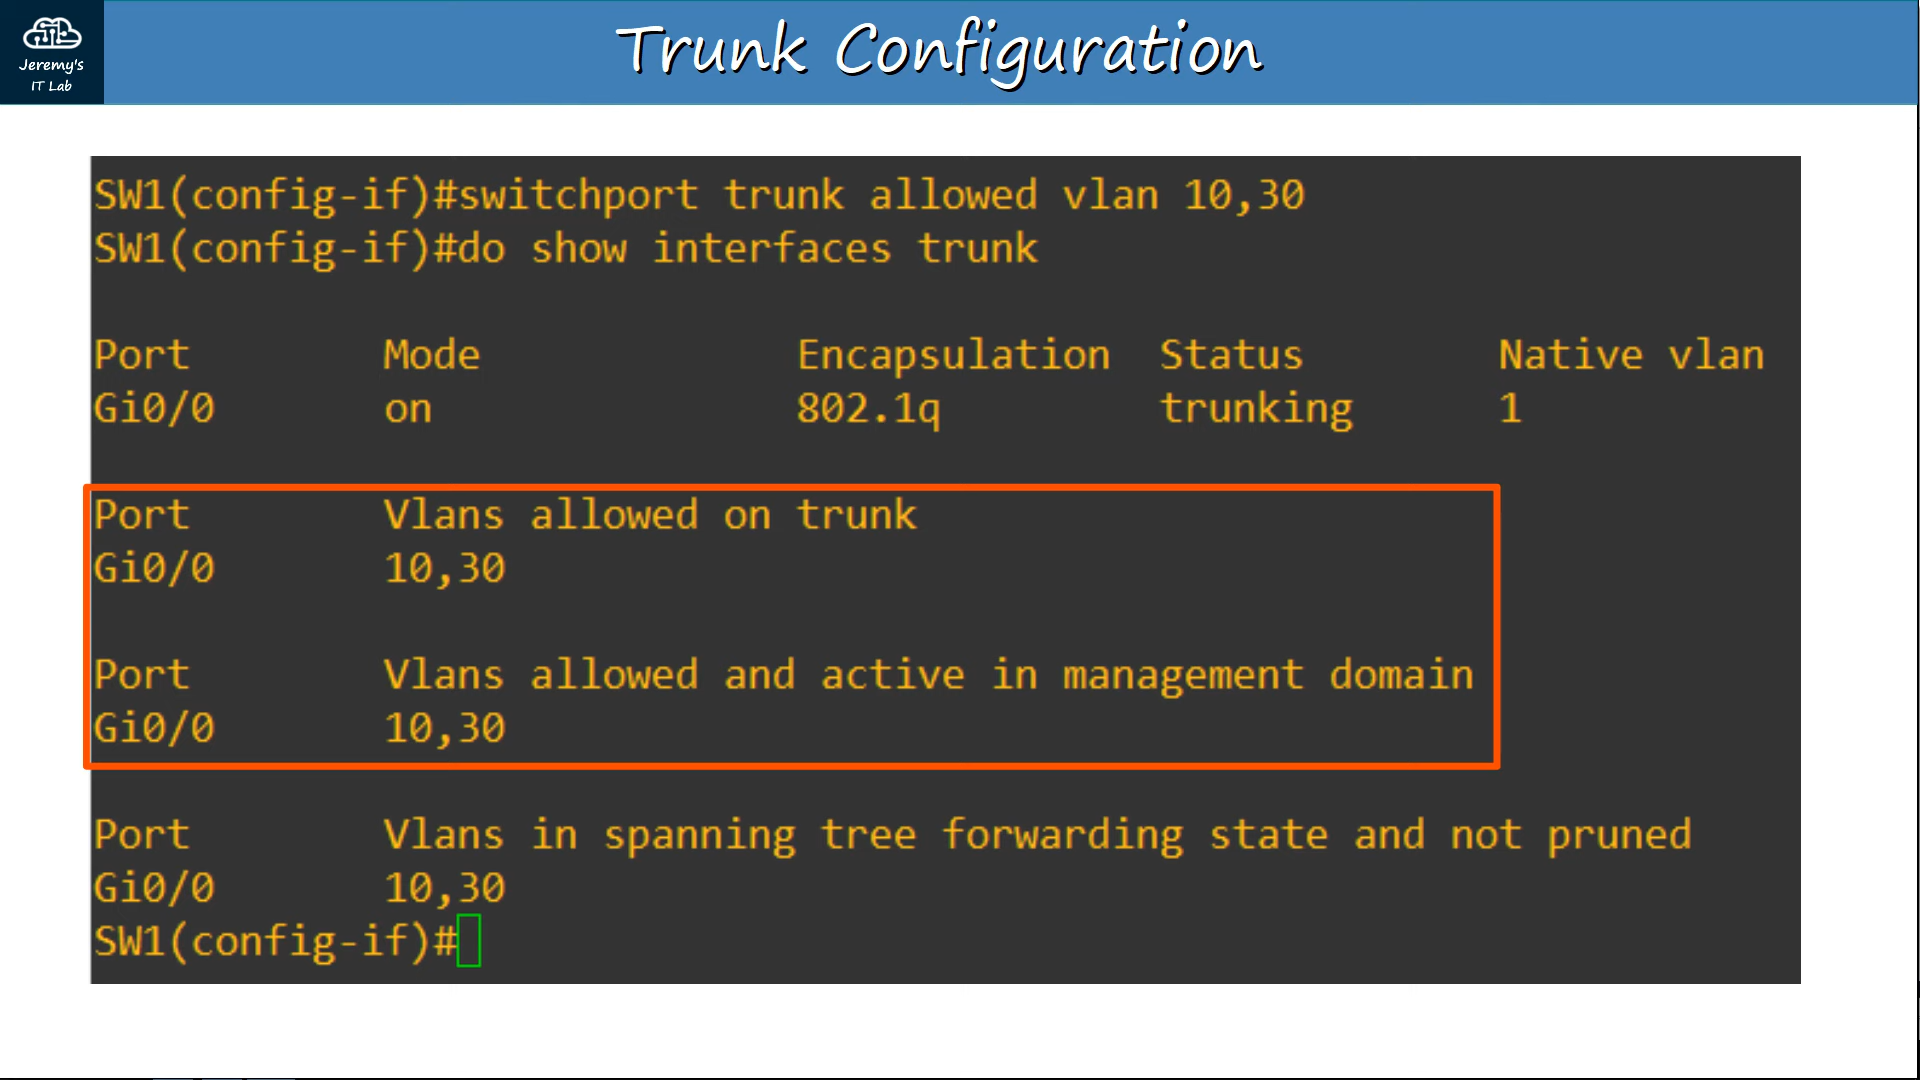 Jeremy's
IT Lab
Trunk Configuration
SW1(config-if)#switchport trunk allowed vlan 10,30
SW1(config-if)#do show interfaces trunk
Port Mode Encapsulation Status Native vlan
Gi0/0 on 802.1q trunking 1
Port Vlans allowed on trunk
Gi0/0 10,30
Port Vlans allowed and active in management domain
Gi0/0 10,30
Port Vlans in spanning tree forwarding state and not pruned
Gi0/0 10,30
SW1(config-if)#